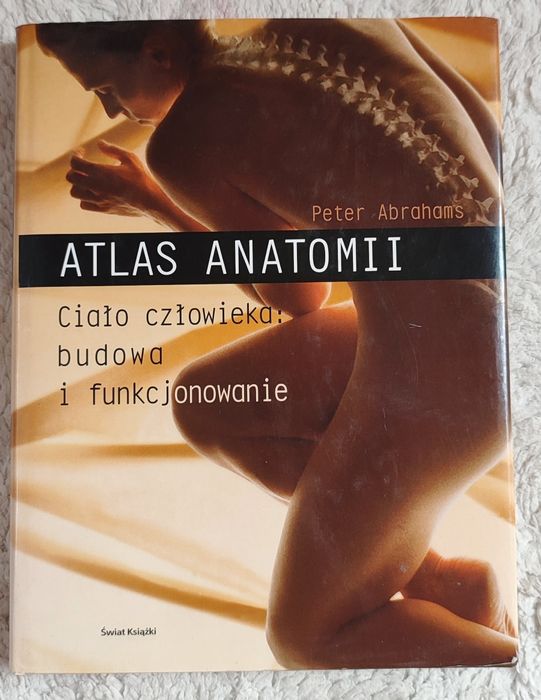 Peter Abrahams
ATLAS ANATOMII
Ciało człowieka:
budowa
i funkcjonowanie
Świat Książki